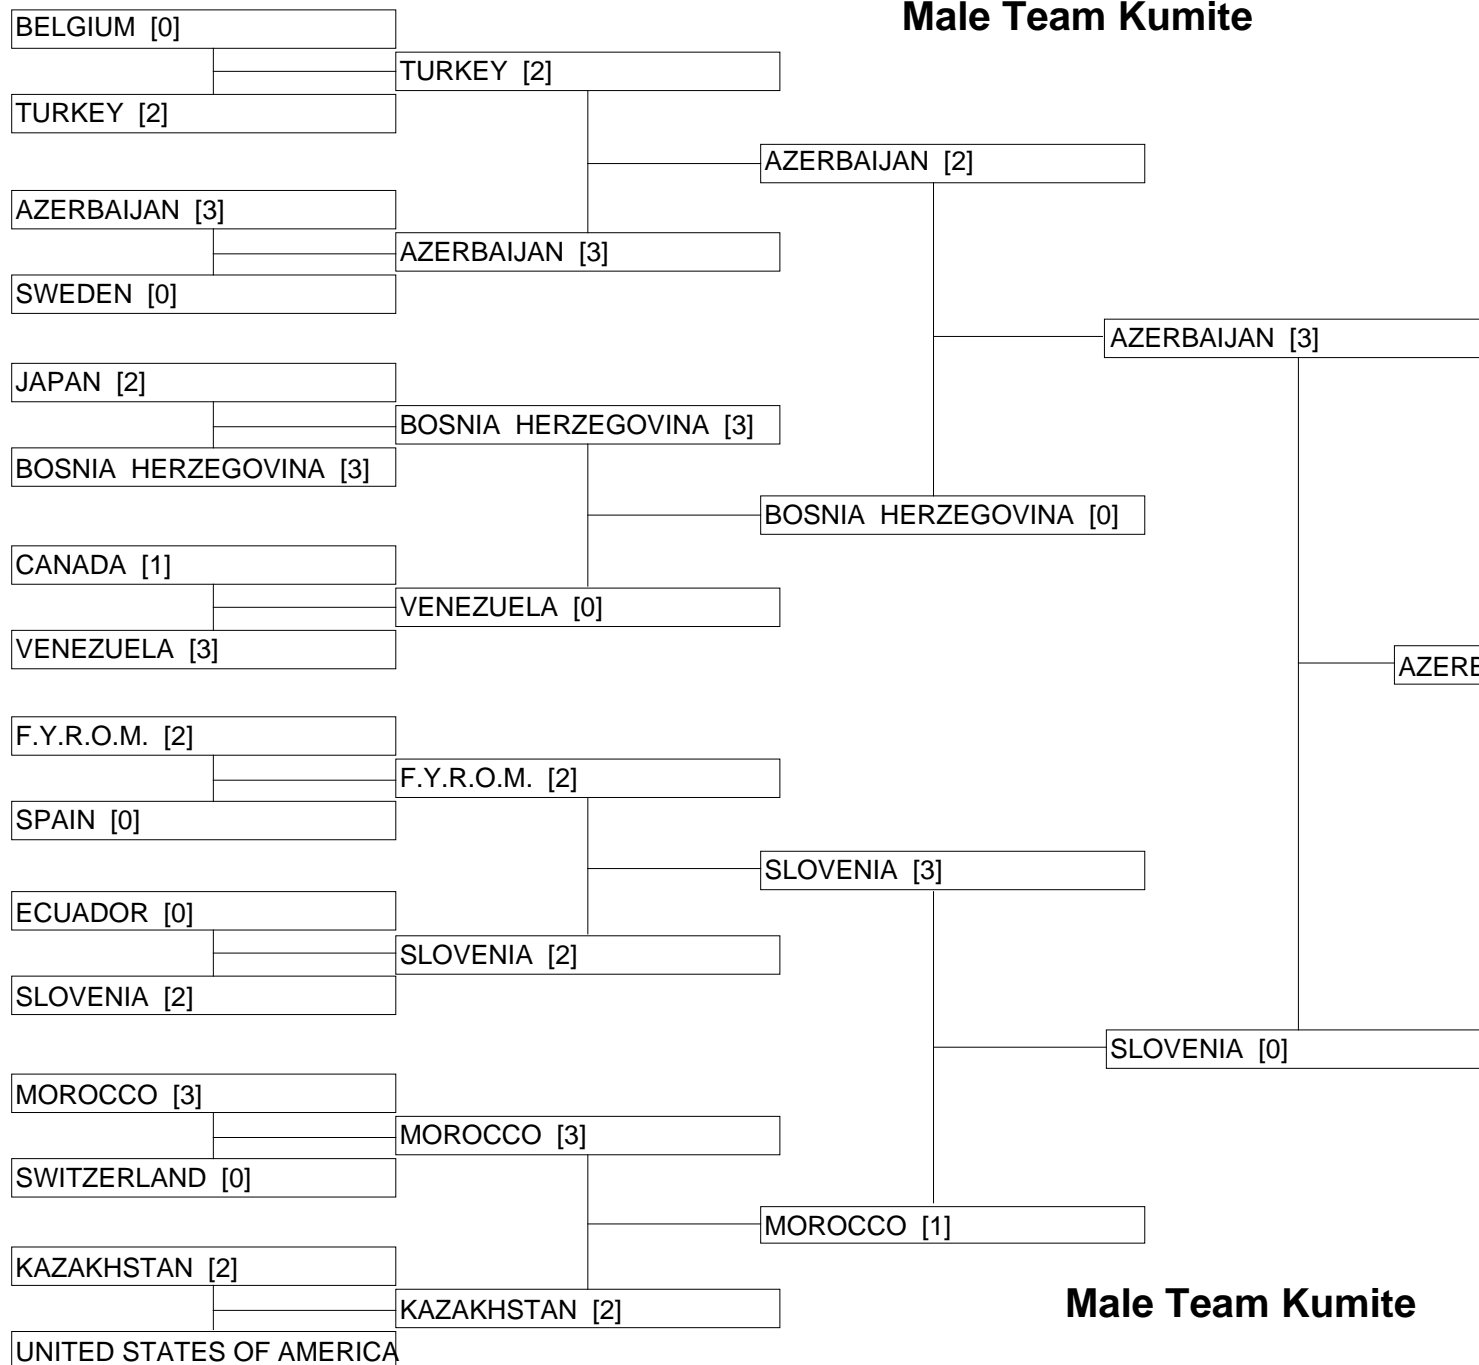 Male Team Kumite
BELGIUM [0]
TURKEY [2]
TURKEY [2]
AZERBAIJAN [2]
AZERBAIJAN [3]
AZERBAIJAN [3]
SWEDEN [0]
AZERBAIJAN [3]
JAPAN [2]
BOSNIA HERZEGOVINA [3]
BOSNIA HERZEGOVINA [3]
BOSNIA HERZEGOVINA [0]
CANADA [1]
VENEZUELA [0]
VENEZUELA [3]
F.Y.R.O.M. [2]
F.Y.R.O.M. [2]
SPAIN [0]
SLOVENIA [3]
ECUADOR [0]
SLOVENIA [2]
SLOVENIA [2]
SLOVENIA [0]
MOROCCO [3]
MOROCCO [3]
SWITZERLAND [0]
MOROCCO [1]
KAZAKHSTAN [2]
KAZAKHSTAN [2]
Male Team Kumite
UNITED STATES OF AMERICA